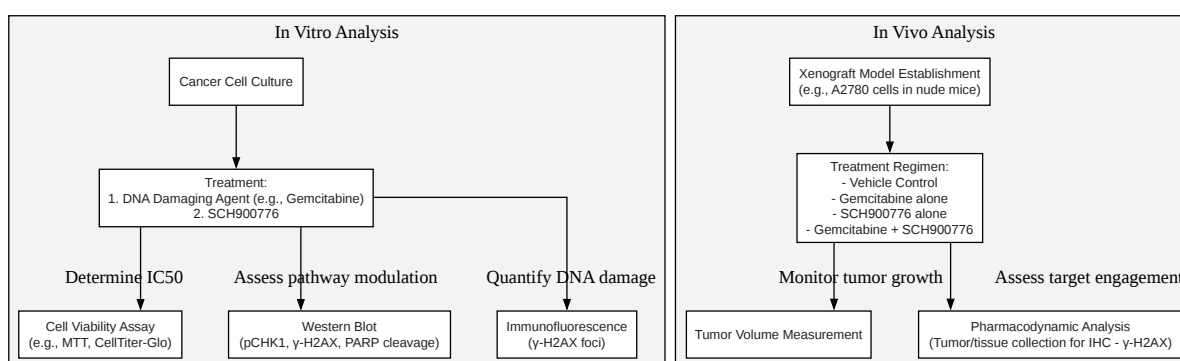 In Vitro Analysis
Cancer Cell Culture
Treatment:
1. DNA Damaging Agent (e.g., Gemcitabine)
2. SCH900776
Determine IC50
Assess pathway modulation
Quantify DNA damage
Cell Viability Assay
(e.g., MTT, CellTiter-Glo)
Western Blot
(pCHK1, γ-H2AX, PARP cleavage)
Immunofluorescence
(γ-H2AX foci)
In Vivo Analysis
Xenograft Model Establishment
(e.g., A2780 cells in nude mice)
Treatment Regimen:
- Vehicle Control
- Gemcitabine alone
- SCH900776 alone
- Gemcitabine + SCH900776
Monitor tumor growth
Assess target engagement
Tumor Volume Measurement
Pharmacodynamic Analysis
(Tumor/tissue collection for IHC - γ-H2AX)